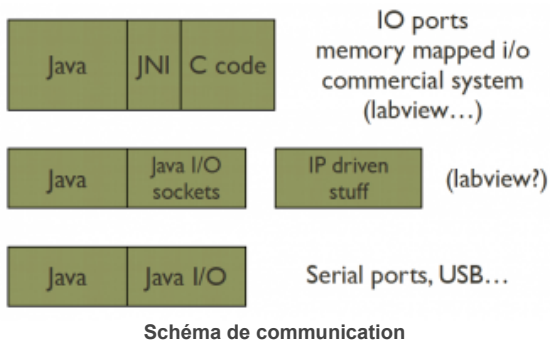 Java
JNI
C code
IO ports
memory mapped i/o
commercial system
(labview...)
Java
Java I/O
sockets
IP driven
stuff
(labview?)
Java
Java I/O
Serial ports, USB...
Schéma de communication